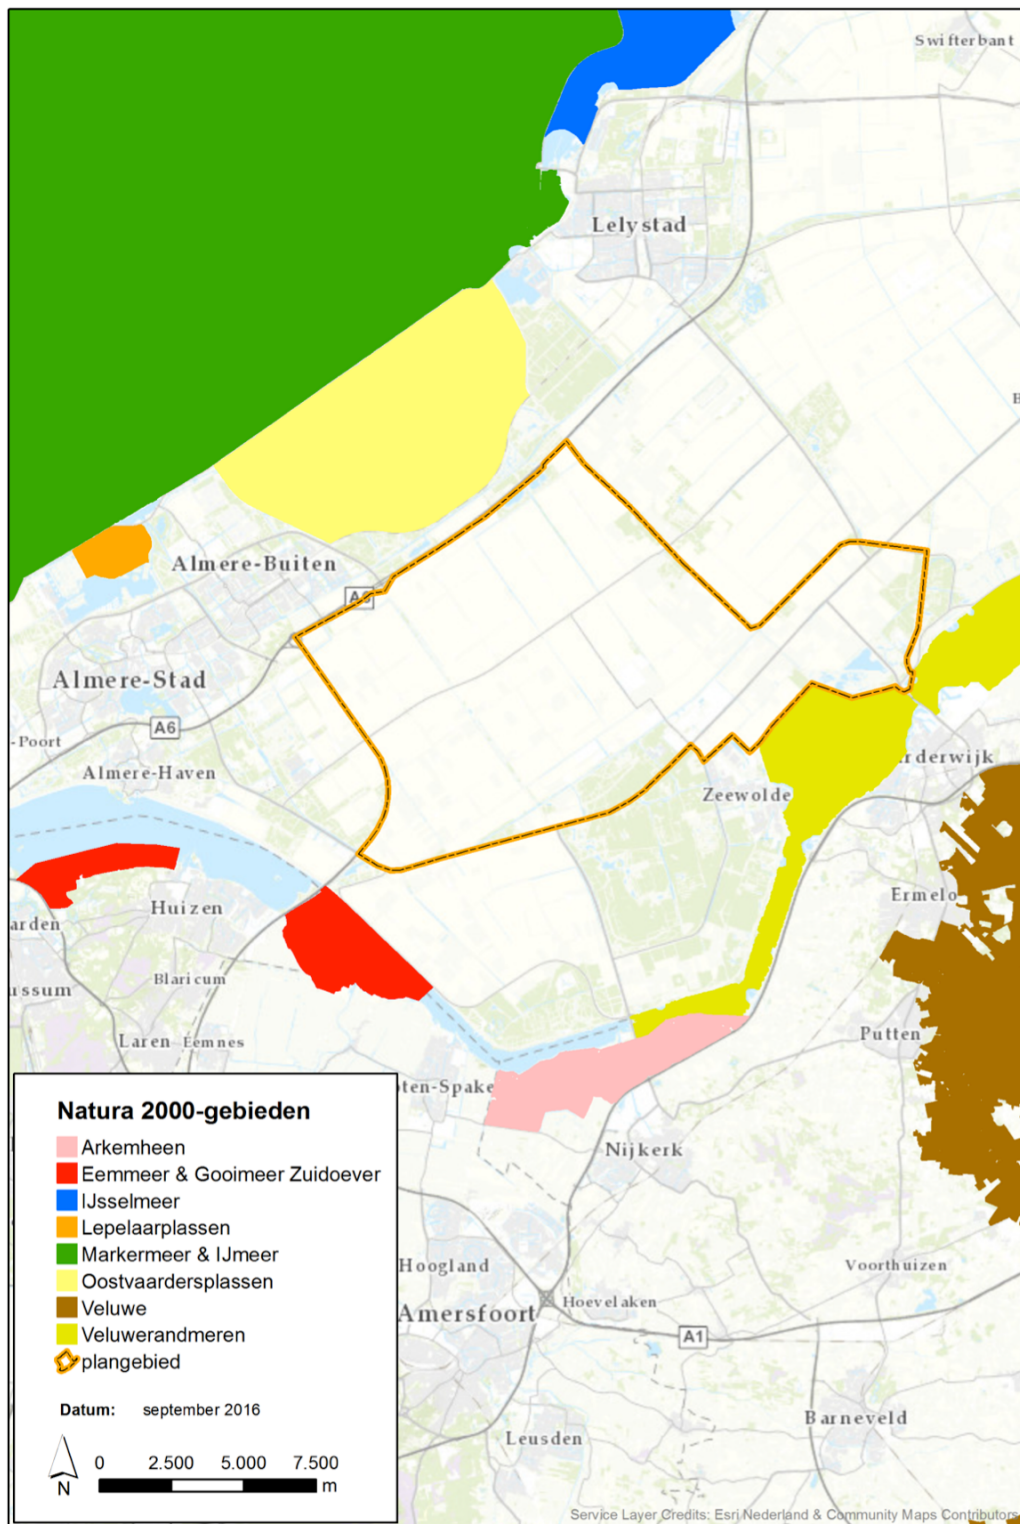 Swifterbant
Lelystad
Almere-Buiten
A6
Almere-Stad
A6
-Poort
Almere-Haven
Zeewolde
rderwijk
Ermelo
Huizen
arden
Blaricum
ussum
Laren Eemnes
Putten
oten-Spake
Nijkerk
Hoogland
Voorthuizen
Amersfoort
Hoevelaken
A1
Barneveld
Leusden
Natura 2000-gebieden
Arkemheen
Eemmeer & Gooimeer Zuidoever
IJsselmeer
Lepelaarplassen
Markermeer & IJmeer
Oostvaardersplassen
Veluwe
Veluwerandmeren
plangebied
Datum: september 2016
0 2.500 5.000 7.500
m
N
Service Layer Credits: Esri Nederland & Community Maps Contributors